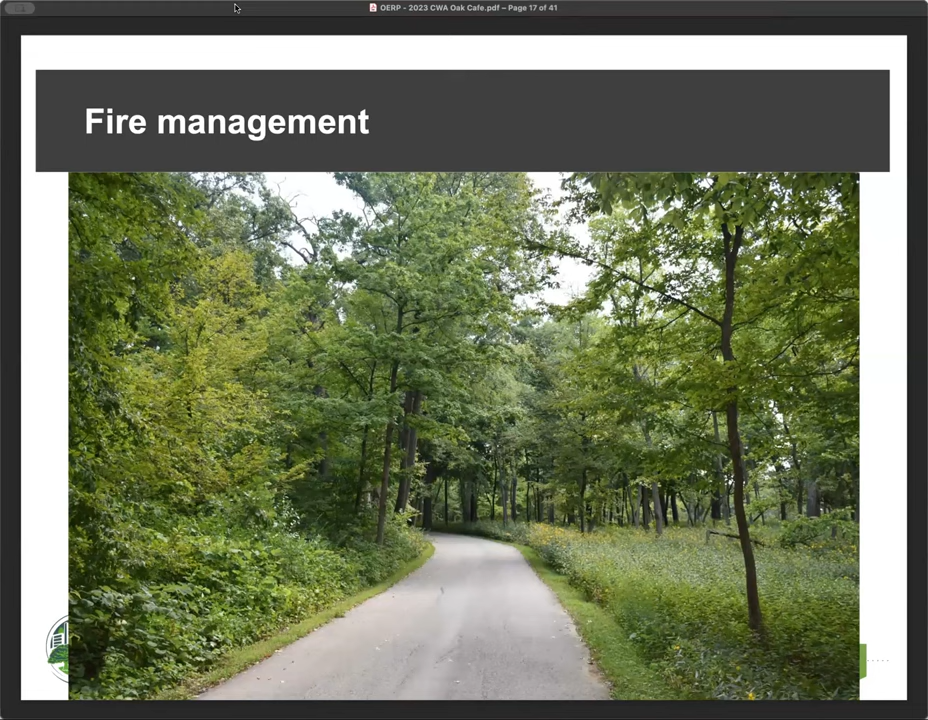 OERP - 2023 CWA Oak Cafe.pdf – Page 17 of 41
Fire management